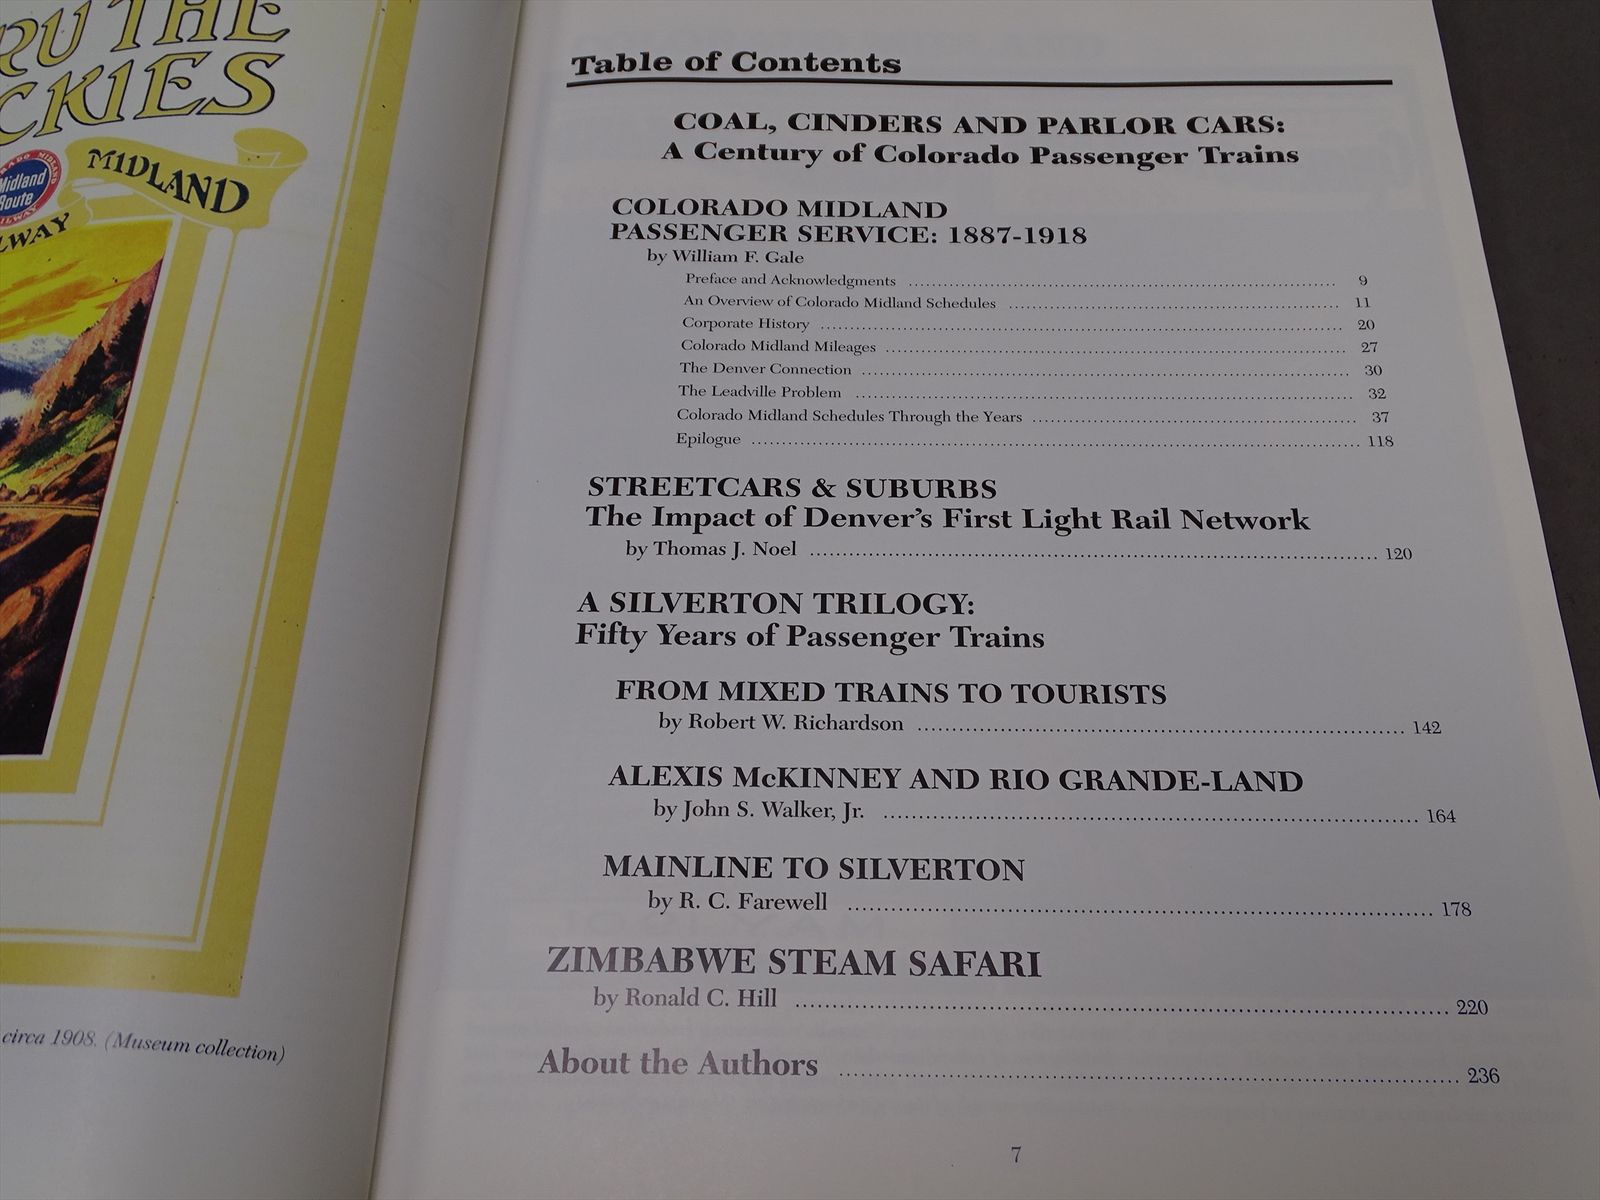 THE
CKIES
MIDLAND
Midland
Route
circa 1908. (Museum collection)
Table of Contents
COAL, CINDERS AND PARLOR CARS:
A Century of Colorado Passenger Trains
COLORADO MIDLAND
PASSENGER SERVICE: 1887-1918
by William F. Gale
Preface and Acknowledgments 9
An Overview of Colorado Midland Schedules 11
Corporate History 20
Colorado Midland Mileages 27
The Denver Connection 30
The Leadville Problem 32
Colorado Midland Schedules Through the Years 37
Epilogue 118
STREETCARS & SUBURBS
The Impact of Denver's First Light Rail Network
by Thomas J. Noel 120
A SILVERTON TRILOGY:
Fifty Years of Passenger Trains
FROM MIXED TRAINS TO TOURISTS
by Robert W. Richardson 142
ALEXIS McKINNEY AND RIO GRANDE-LAND
by John S. Walker, Jr. 164
MAINLINE TO SILVERTON
by R. C. Farewell 178
ZIMBABWE STEAM SAFARI
by Ronald C. Hill 220
About the Authors 236
7